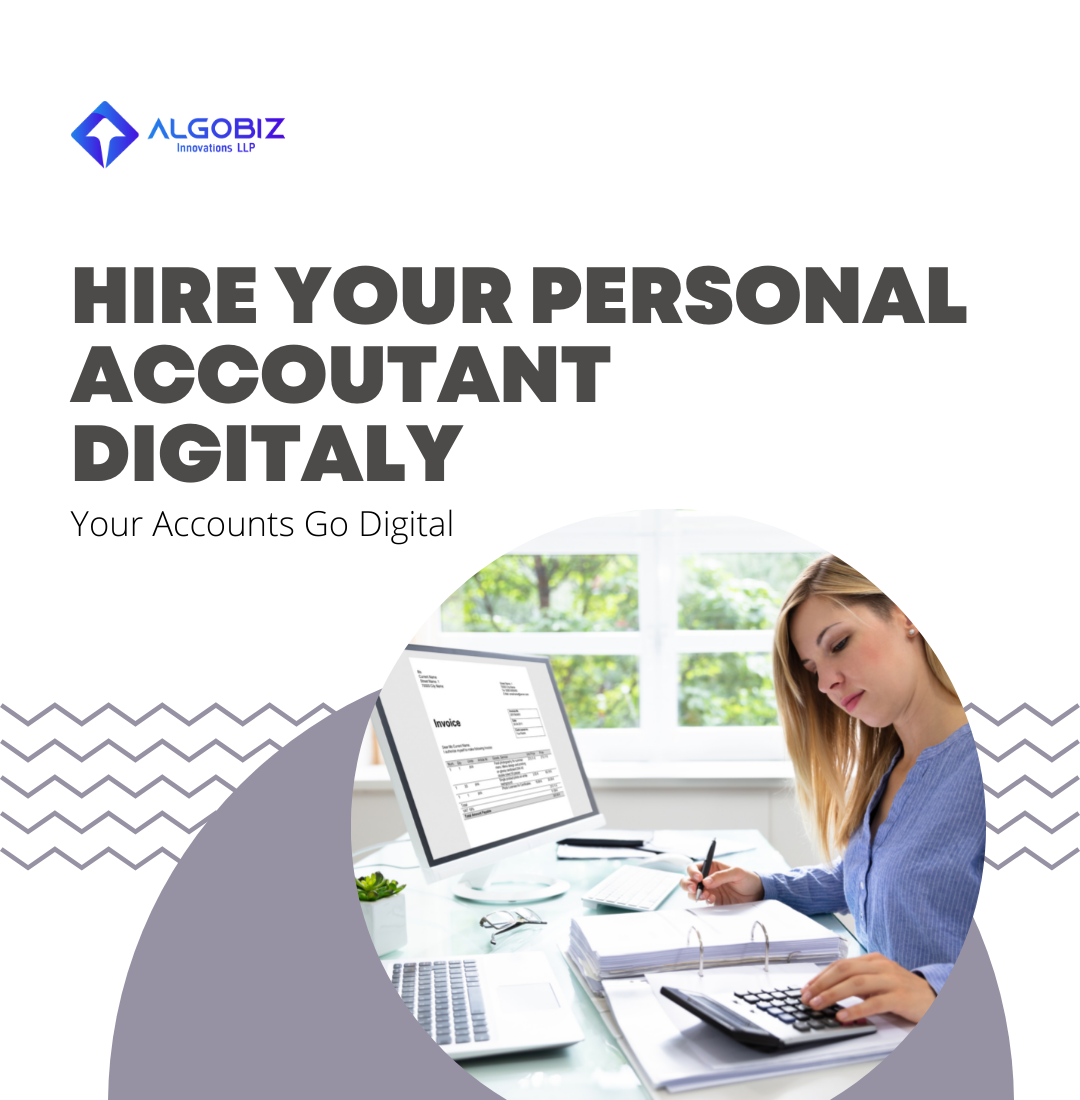 ALGOBIZ
Innovations LLP
HIRE YOUR PERSONAL
ACCOUTANT
DIGITALY
Your Accounts Go Digital
Invoice